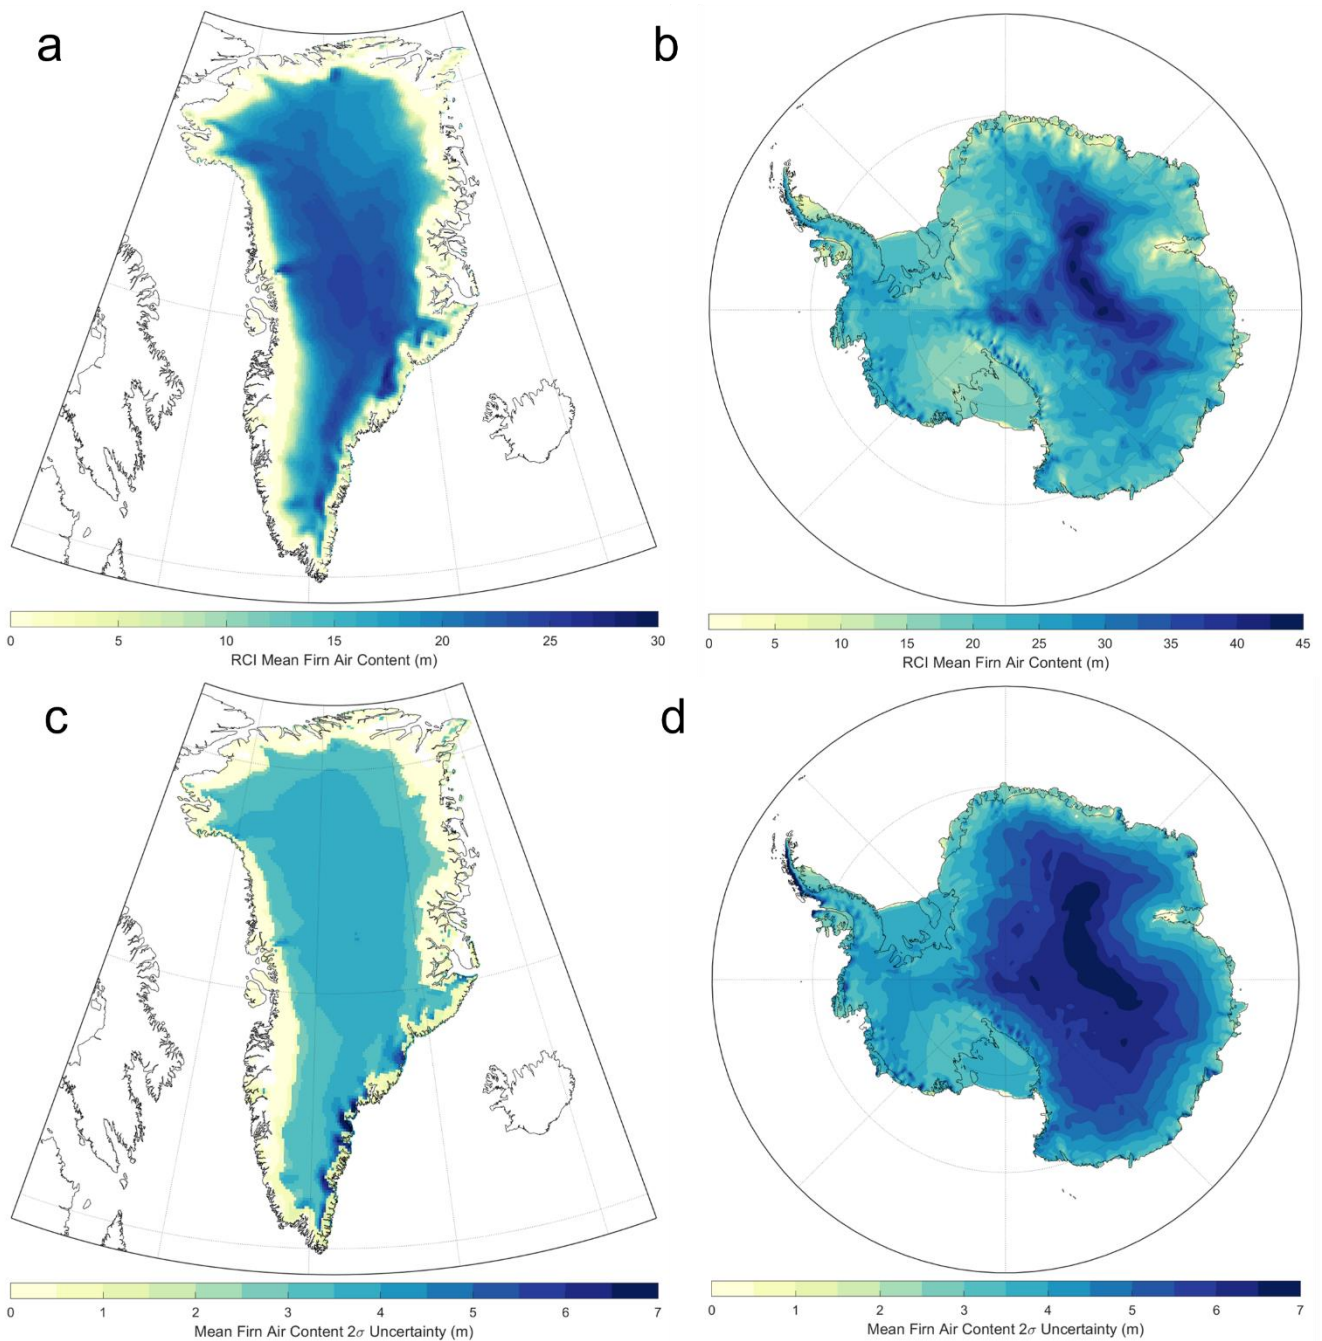 a
b
0 5 10 15 20 25 30
RCI Mean Firn Air Content (m)
0 5 10 15 20 25 30 35 40 45
RCI Mean Firn Air Content (m)
c
d
0 1 2 3 4 5 6 7
Mean Firn Air Content 2σ Uncertainty (m)
0 1 2 3 4 5 6 7
Mean Firn Air Content 2σ Uncertainty (m)